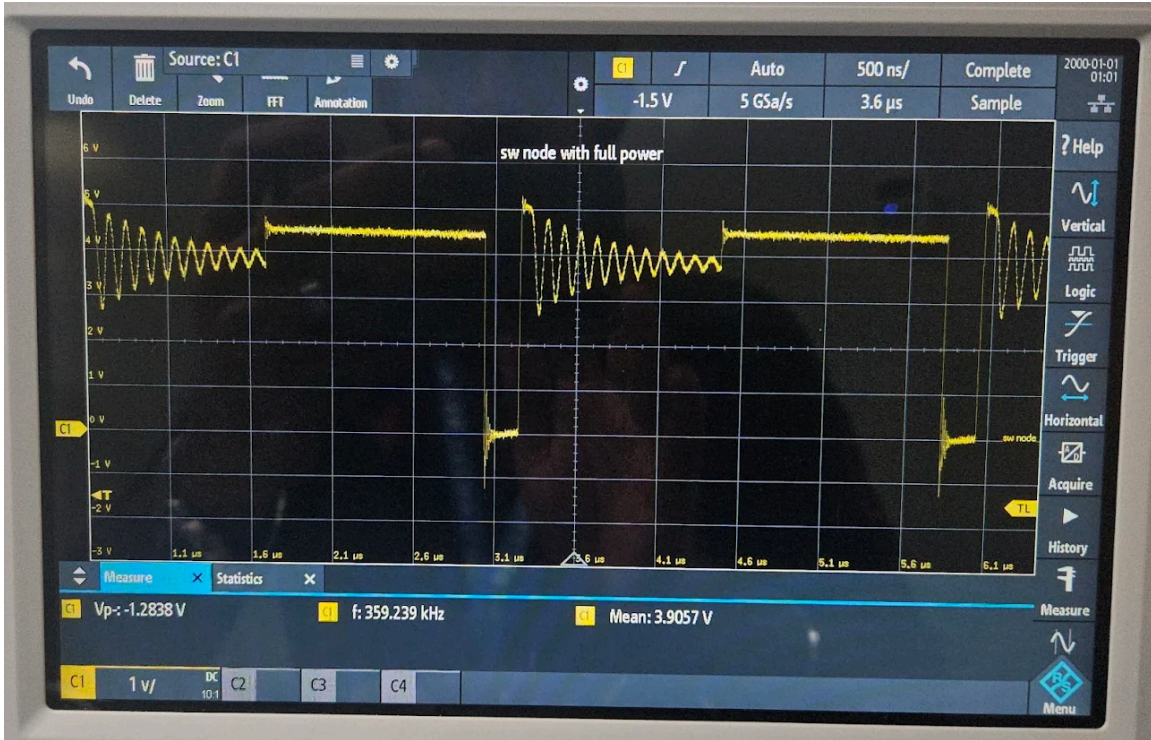 Source: C1
Undo
Delete
Zoom
FFT
Annotation
C1
Auto
500 ns/
Complete
-1.5 V
5 GSa/s
3.6 µs
Sample
2000-01-01
01:01
sw node with full power
6 V
5 V
4 V
3 V
2 V
1 V
0 V
-1 V
-2 V
-3 V
C1
T
TL
sw node
1.1 µs
1.6 µs
2.1 µs
2.6 µs
3.1 µs
3.6 µs
4.1 µs
4.6 µs
5.1 µs
5.6 µs
6.1 µs
? Help
Vertical
Logic
Trigger
Horizontal
Acquire
History
Measure
Menu
Measure
Statistics
C1 Vp-: -1.2838 V
C1 f: 359.239 kHz
C1 Mean: 3.9057 V
C1
1 V/
DC
10:1
C2
C3
C4
R&S